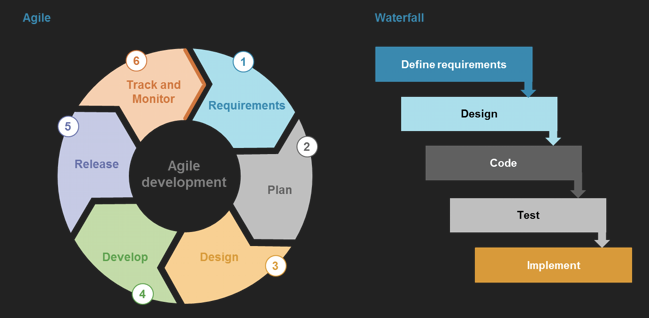 Agile
Waterfall
6
Track and
Monitor
1
Requirements
2
Plan
3
Design
4
Develop
5
Release
Agile
development
Define requirements
Design
Code
Test
Implement